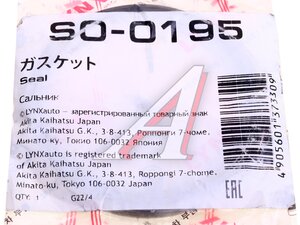 SO-0195
ガスケット
Seal
Сальник
© LYNXauto – зарегистрированный товарный знак
Akita Kaihatsu Japan
Akita Kaihatsu G.K., 3-8-413, Роппонги 7-чоме,
Минато-ку, Токио 106-0032 Япония
© LYNXauto is registered trademark
of Akita Kaihatsu Japan
Akita Kaihatsu G.K., 3-8-413, Roppongi 7-chome,
Minato-ku, Tokyo 106-0032 Japan
QTY: 1 G22/4
EAC